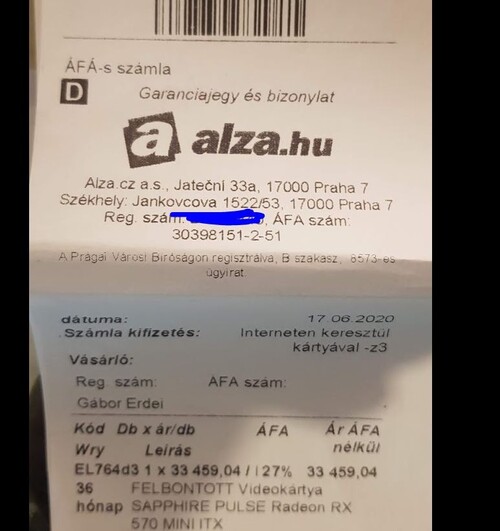 ÁFÁ-s számla
D Garanciajegy és bizonylat
a alza.hu
Alza.cz a.s., Jateční 33a, 17000 Praha 7
Székhely: Jankovcova 1522/53, 17000 Praha 7
Reg. szám: ÁFA szám:
30398151-2-51
A Prágai Városi Bíróságon regisztrálva, B szakasz, 8573-es
ügyirat.
dátuma: 17.06.2020
Számla kifizetés: Interneten keresztül
kártyával -z3
Vásárló:
Reg. szám: ÁFA szám:
Gábor Erdei
Kód Db x ár/db ÁFA Ár ÁFA
nélkül
Wry Leírás
EL764d3 1 x 33 459,04 / | 27% 33 459,04
36 FELBONTOTT Videokártya
hónap SAPPHIRE PULSE Radeon RX
570 MINI ITX